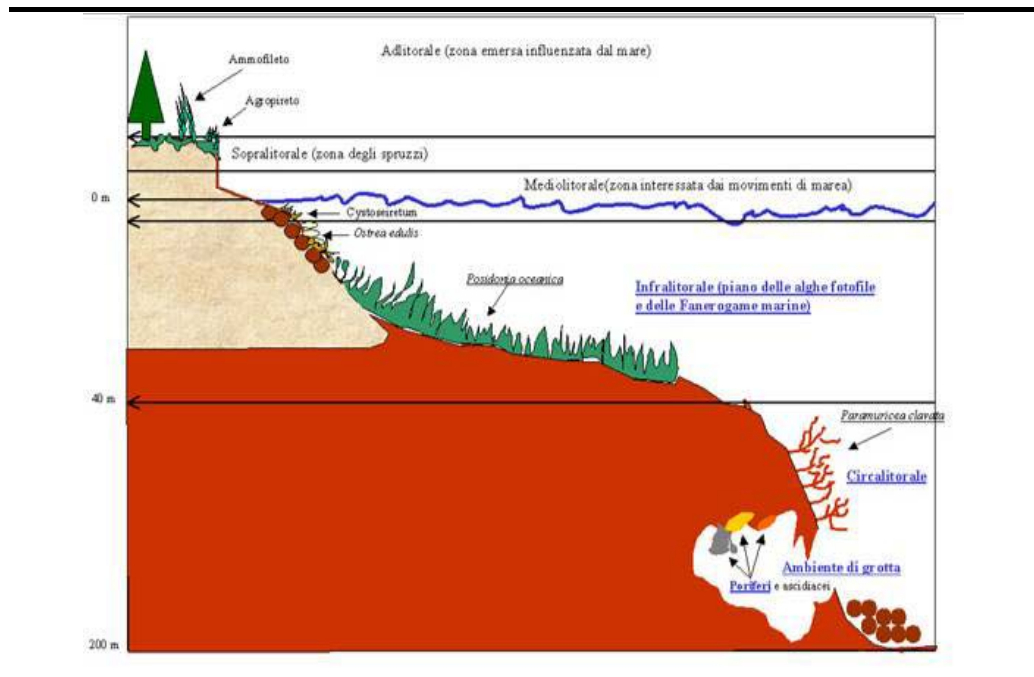 Adlitorale (zona emersa influenzata dal mare)
Ammofileto
Agropireto
Sopralitorale (zona degli spruzzi)
Mediolitorale(zona interessata dai movimenti di marea)
0 m
Cystoseiretum
Ostrea edulis
Posidonia oceanica
Infralitorale (piano delle alghe fotofile
e delle Fanerogame marine)
40 m
Paramuricea clavata
Circalitorale
Ambiente di grotta
Poriferi e ascidiacei
200 m